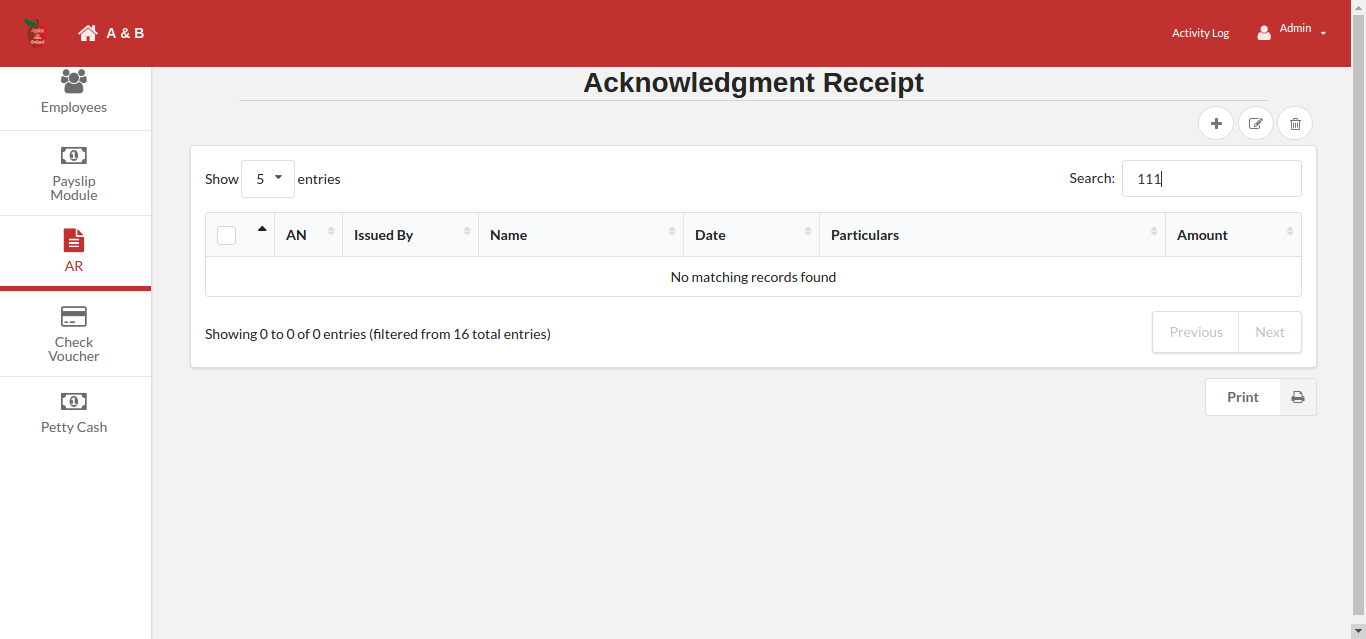 A & B
Activity Log
Admin
Employees
Payslip
Module
AR
Check
Voucher
Petty Cash
Acknowledgment Receipt
Show 5 entries
Search: 111
AN Issued By Name Date Particulars Amount
No matching records found
Showing 0 to 0 of 0 entries (filtered from 16 total entries)
Previous Next
Print